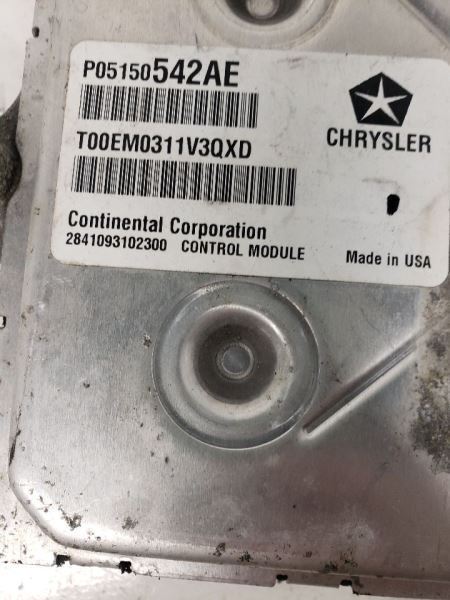 P05150542AE
CHRYSLER
T00EM0311V3QXD
Continental Corporation
2841093102300 CONTROL MODULE Made in USA